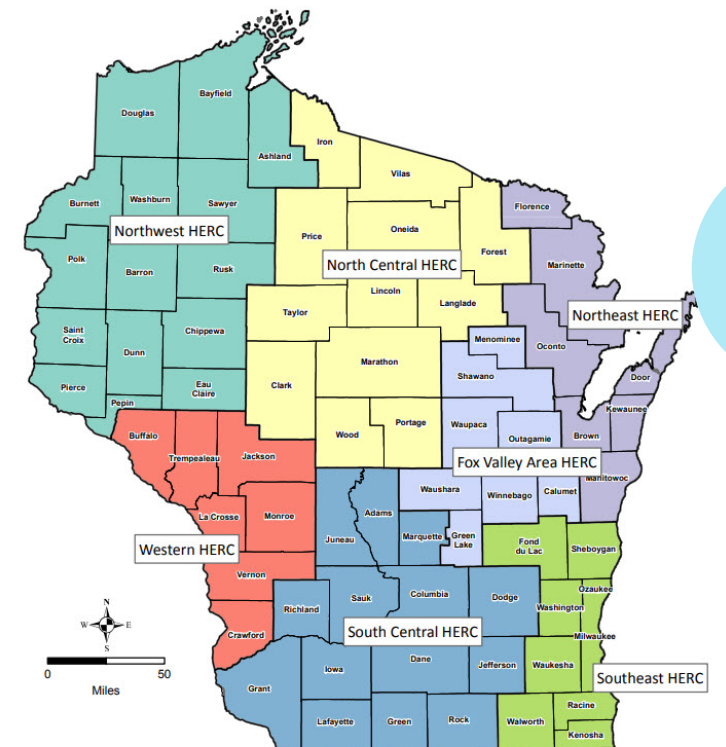 Bayfield
Douglas
Ashland
Iron
Vilas
Burnett
Washburn
Sawyer
Florence
Northwest HERC
Price
Oneida
Forest
Marinette
Polk
Barron
Rusk
North Central HERC
Lincoln
Langlade
Northeast HERC
Taylor
Saint
Croix
Dunn
Chippewa
Menominee
Oconto
Marathon
Shawano
Door
Pierce
Eau
Claire
Clark
Pepin
Kewaunee
Buffalo
Wood
Portage
Waupaca
Outagamie
Brown
Trempealeau
Jackson
Fox Valley Area HERC
Manitowoc
Waushara
Winnebago
Calumet
La Crosse
Monroe
Adams
Juneau
Marquette
Green
Lake
Fond
du Lac
Sheboygan
Western HERC
Vernon
Richland
Sauk
Columbia
Dodge
Ozaukee
Washington
N
W
E
S
Crawford
South Central HERC
Milwaukee
0
50
Miles
Iowa
Dane
Jefferson
Waukesha
Southeast HERC
Grant
Lafayette
Green
Rock
Walworth
Racine
Kenosha